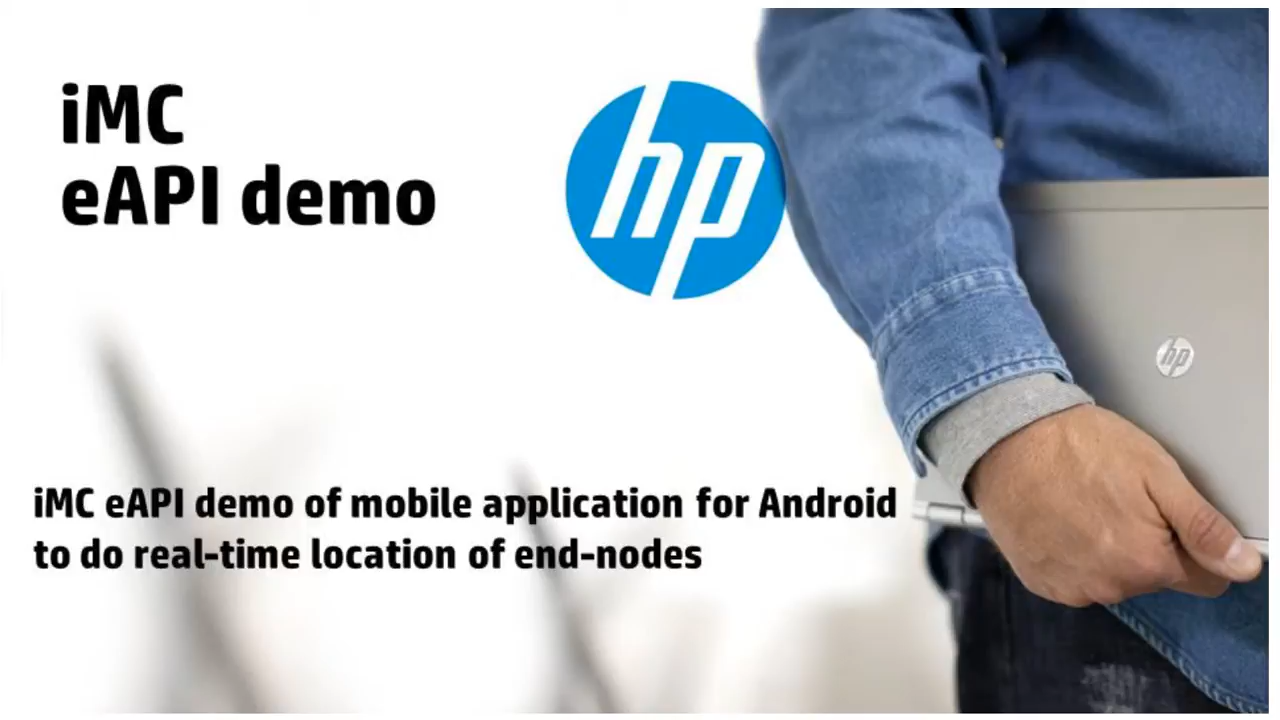 iMC
eAPI demo
hp
iMC eAPI demo of mobile application for Android
to do real-time location of end-nodes
hp